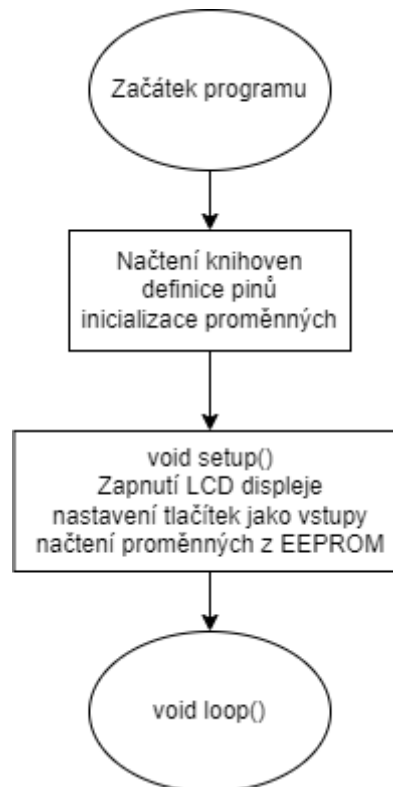 Začátek programu
Načtení knihoven
definice pinů
inicializace proměnných
void setup()
Zapnutí LCD displeje
nastavení tlačítek jako vstupy
načtení proměnných z EEPROM
void loop()